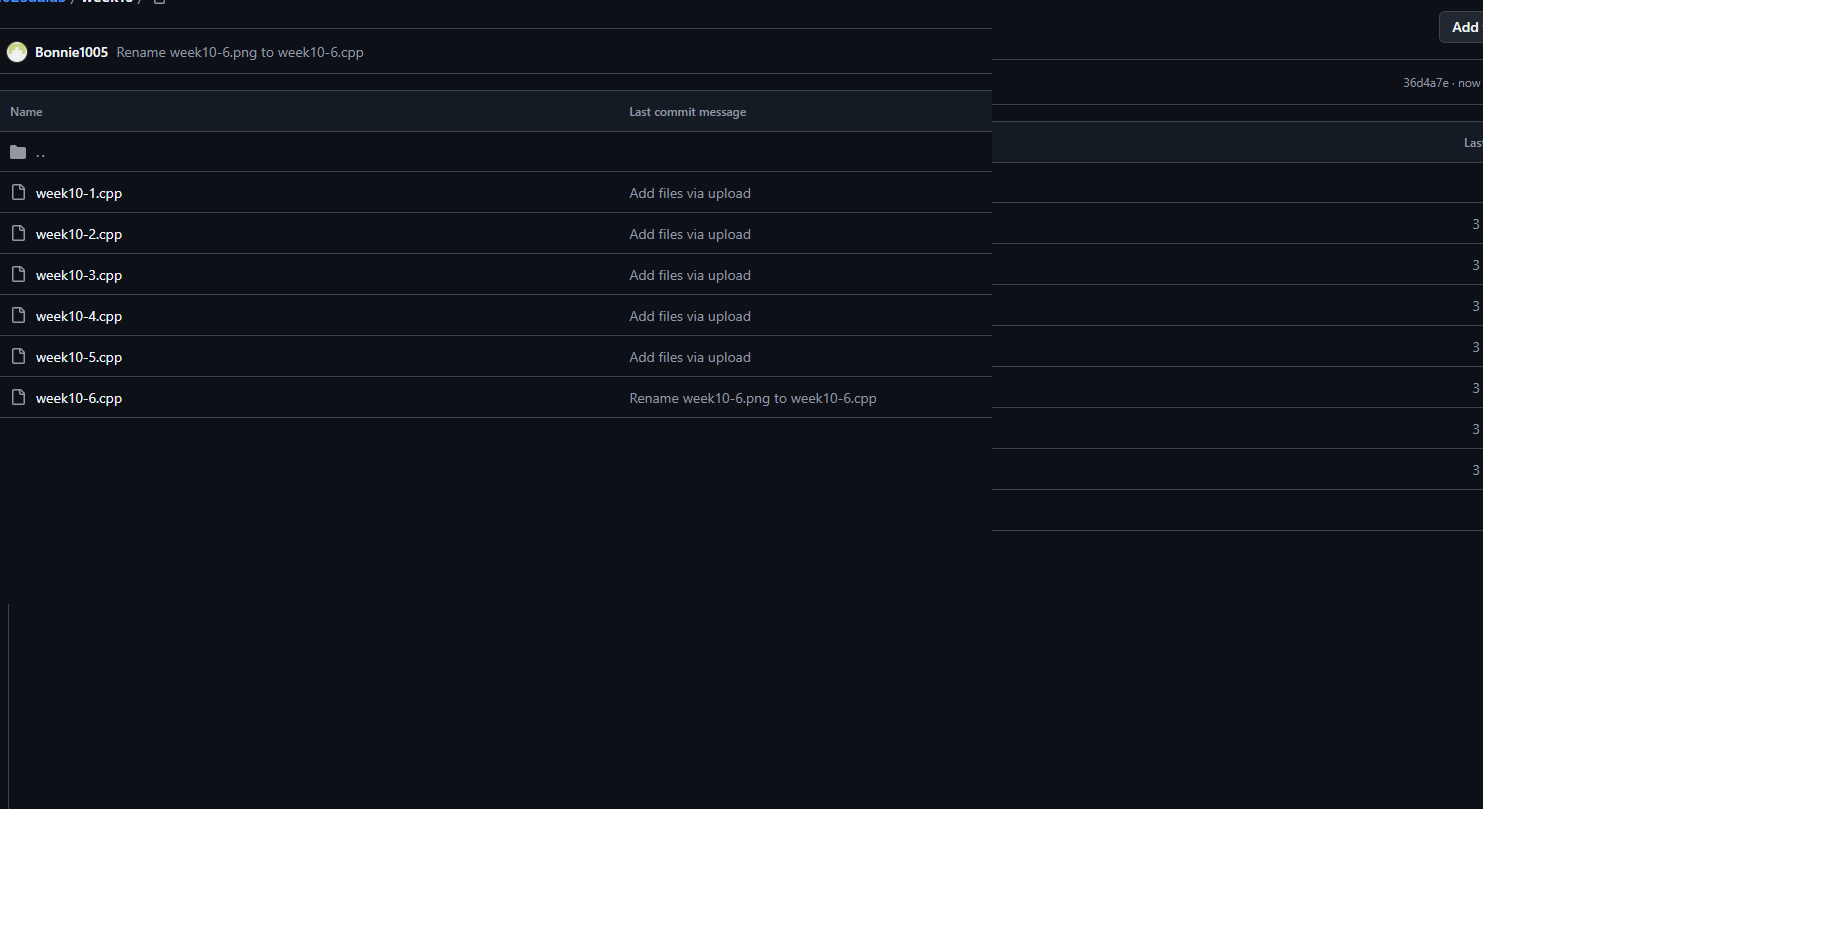 / week10 /
Add
Bonnie1005 Rename week10-6.png to week10-6.cpp
36d4a7e · now
Name Last commit message
Las
..
week10-1.cpp Add files via upload
3
week10-2.cpp Add files via upload
3
week10-3.cpp Add files via upload
3
week10-4.cpp Add files via upload
3
week10-5.cpp Add files via upload
3
week10-6.cpp Rename week10-6.png to week10-6.cpp
3
3